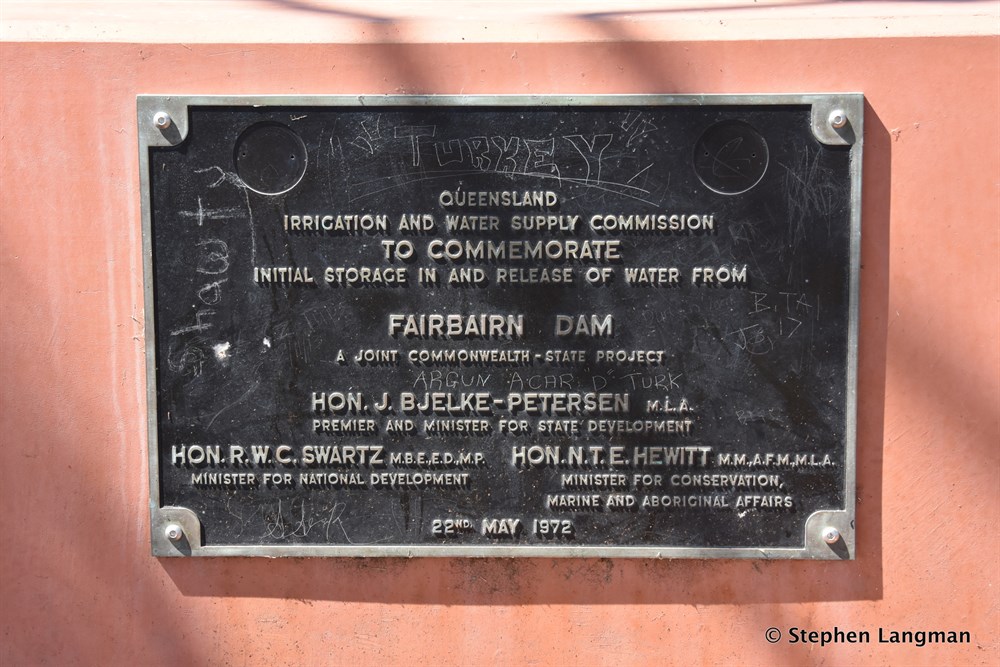 TURKEY
QUEENSLAND
IRRIGATION AND WATER SUPPLY COMMISSION
TO COMMEMORATE
INITIAL STORAGE IN AND RELEASE OF WATER FROM
Shawty
B.TAI
FAIRBAIRN DAM
A JOINT COMMONWEALTH-STATE PROJECT
ARGUN ACAR D" TURK
HON. J. BJELKE-PETERSEN M.L.A.
PREMIER AND MINISTER FOR STATE DEVELOPMENT
HON. R.W.C. SWARTZ M.B.E.,E.D.,M.P.
MINISTER FOR NATIONAL DEVELOPMENT
HON. N.T.E. HEWITT M.M.,A.F.M.,M.L.A.
MINISTER FOR CONSERVATION,
MARINE AND ABORIGINAL AFFAIRS
22ND. MAY 1972
© Stephen Langman